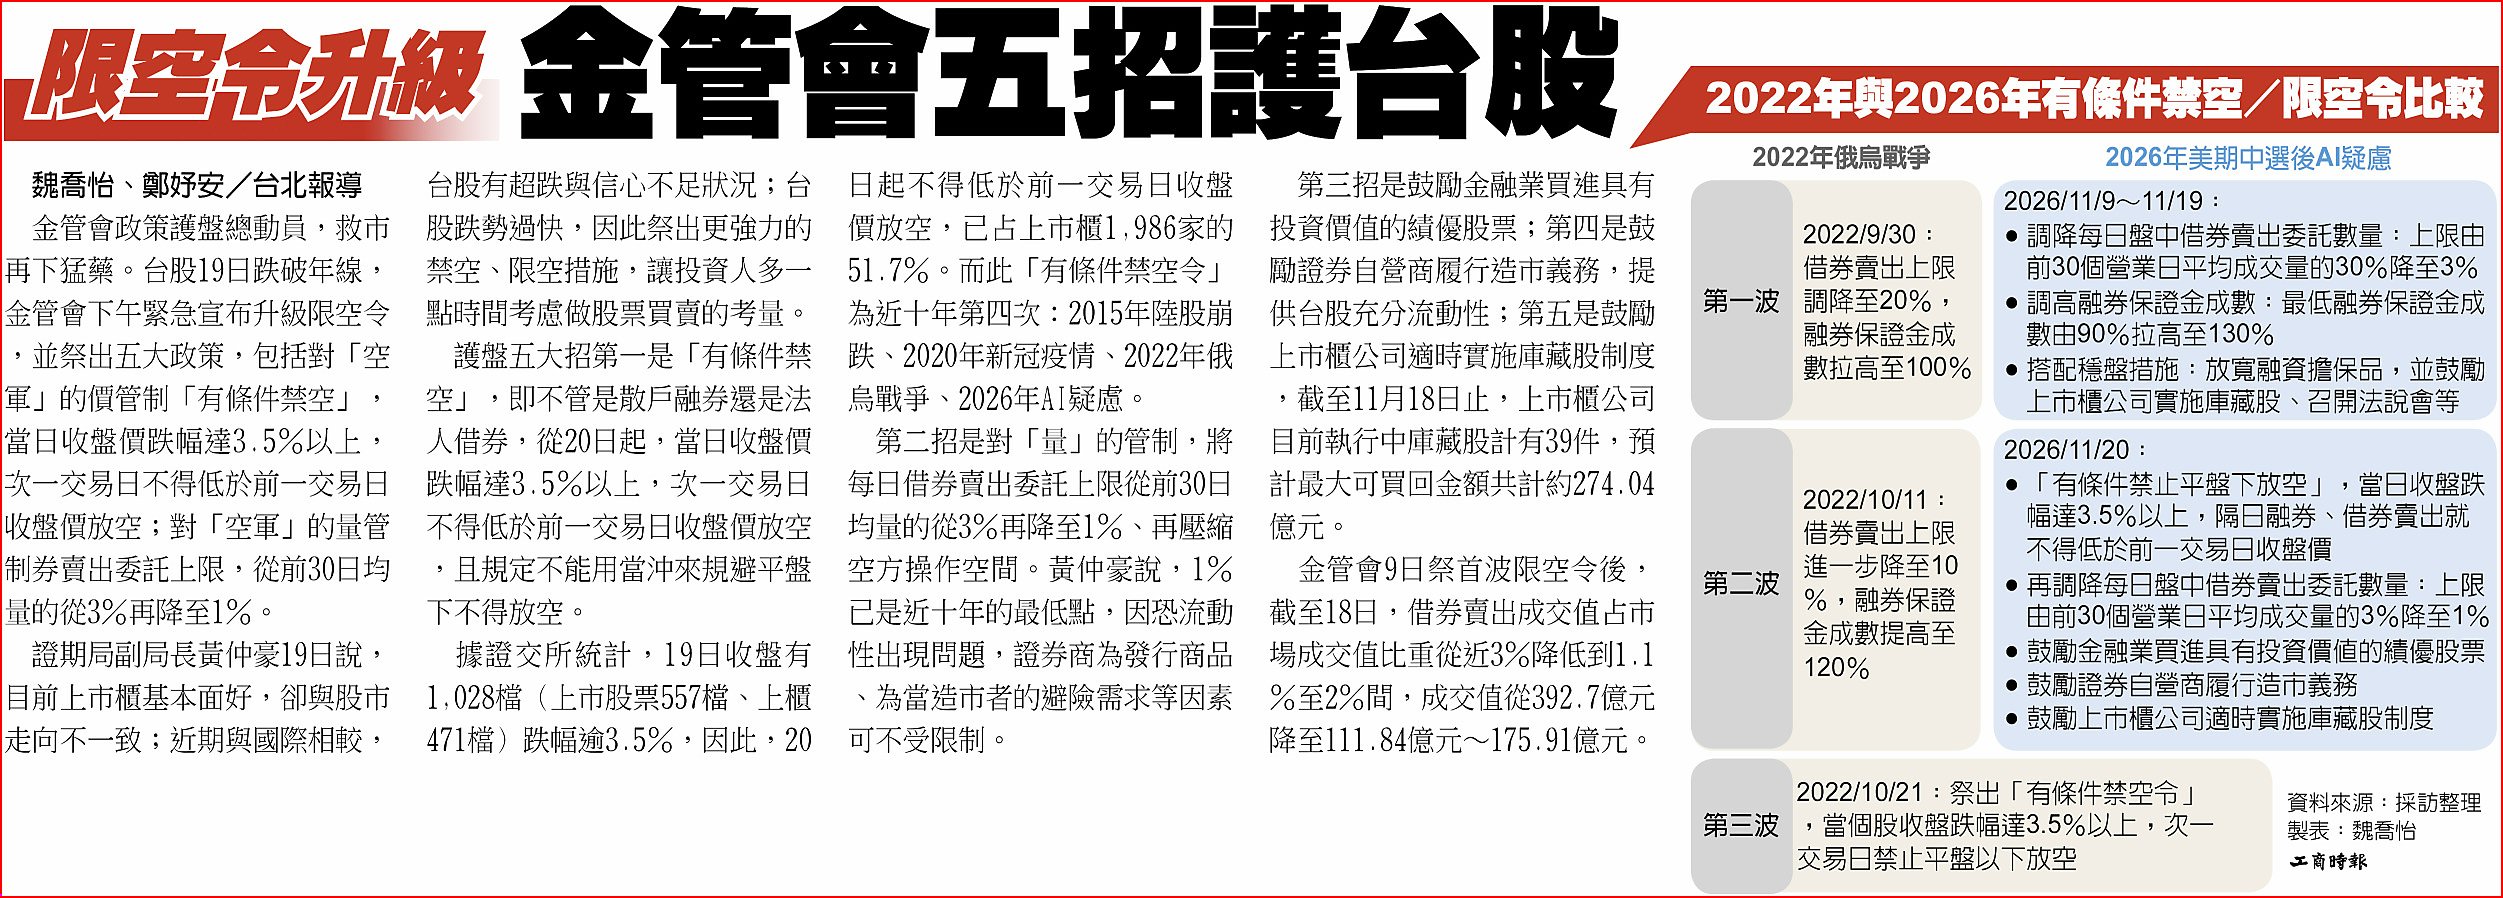 限空令升級 金管會五招護台股
魏喬怡、鄭妤安／台北報導
金管會政策護盤總動員，救市
再下猛藥。台股19日跌破年線，
金管會下午緊急宣布升級限空令
，並祭出五大政策，包括對「空
軍」的價管制「有條件禁空」，
當日收盤價跌幅達3.5%以上，
次一交易日不得低於前一交易日
收盤價放空；對「空軍」的量管
制券賣出委託上限，從前30日均
量的從3%再降至1%。
證期局副局長黃仲豪19日說，
目前上市櫃基本面好，卻與股市
走向不一致；近期與國際相較，
台股有超跌與信心不足狀況；台
股跌勢過快，因此祭出更強力的
禁空、限空措施，讓投資人多一
點時間考慮做股票買賣的考量。
護盤五大招第一是「有條件禁
空」，即不管是散戶融券還是法
人借券，從20日起，當日收盤價
跌幅達3.5%以上，次一交易日
不得低於前一交易日收盤價放空
，且規定不能用當沖來規避平盤
下不得放空。
據證交所統計，19日收盤有
1,028檔（上市股票557檔、上櫃
471檔）跌幅逾3.5%，因此，20
日起不得低於前一交易日收盤
價放空，已占上市櫃1,986家的
51.7%。而此「有條件禁空令」
為近十年第四次：2015年陸股崩
跌、2020年新冠疫情、2022年俄
烏戰爭、2026年AI疑慮。
第二招是對「量」的管制，將
每日借券賣出委託上限從前30日
均量的從3%再降至1%、再壓縮
空方操作空間。黃仲豪說，1%
已是近十年的最低點，因恐流動
性出現問題，證券商為發行商品
、為當造市者的避險需求等因素
可不受限制。
第三招是鼓勵金融業買進具有
投資價值的績優股票；第四是鼓
勵證券自營商履行造市義務，提
供台股充分流動性；第五是鼓勵
上市櫃公司適時實施庫藏股制度
，截至11月18日止，上市櫃公司
目前執行中庫藏股計有39件，預
計最大可買回金額共計約274.04
億元。
金管會9日祭首波限空令後，
截至18日，借券賣出成交值占市
場成交值比重從近3%降低到1.1
%至2%間，成交值從392.7億元
降至111.84億元～175.91億元。
2022年與2026年有條件禁空／限空令比較
2022年俄烏戰爭
2026年美期中選後AI疑慮
第一波
2022/9/30：
借券賣出上限
調降至20%，
融券保證金成
數拉高至100%
2026/11/9～11/19：
● 調降每日盤中借券賣出委託數量：上限由
前30個營業日平均成交量的30%降至3%
● 調高融券保證金成數：最低融券保證金成
數由90%拉高至130%
● 搭配穩盤措施：放寬融資擔保品，並鼓勵
上市櫃公司實施庫藏股、召開法說會等
第二波
2022/10/11：
借券賣出上限
進一步降至10
%，融券保證
金成數提高至
120%
2026/11/20：
● 「有條件禁止平盤下放空」，當日收盤跌
幅達3.5%以上，隔日融券、借券賣出就
不得低於前一交易日收盤價
● 再調降每日盤中借券賣出委託數量：上限
由前30個營業日平均成交量的3%降至1%
● 鼓勵金融業買進具有投資價值的績優股票
● 鼓勵證券自營商履行造市義務
● 鼓勵上市櫃公司適時實施庫藏股制度
第三波
2022/10/21：祭出「有條件禁空令」
，當個股收盤跌幅達3.5%以上，次一
交易日禁止平盤以下放空
資料來源：採訪整理
製表：魏喬怡
工商時報